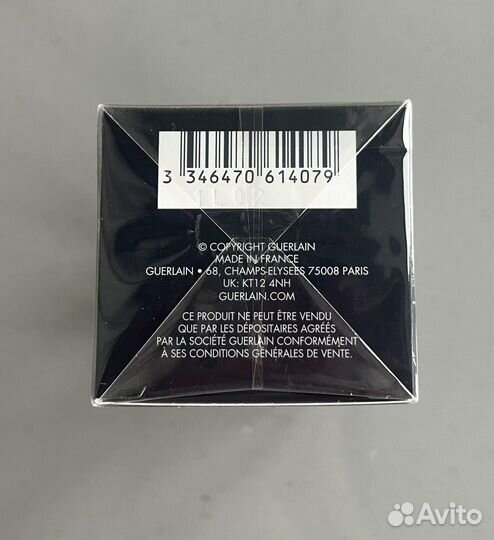 3 346470 614079
1L02
© COPYRIGHT GUERLAIN
MADE IN FRANCE
GUERLAIN • 68, CHAMPS-ELYSEES 75008 PARIS
UK: KT12 4NH
GUERLAIN.COM
CE PRODUIT NE PEUT ÊTRE VENDU
QUE PAR LES DÉPOSITAIRES AGRÉÉS
PAR LA SOCIÉTÉ GUERLAIN CONFORMÉMENT
À SES CONDITIONS GÉNÉRALES DE VENTE.
Avito